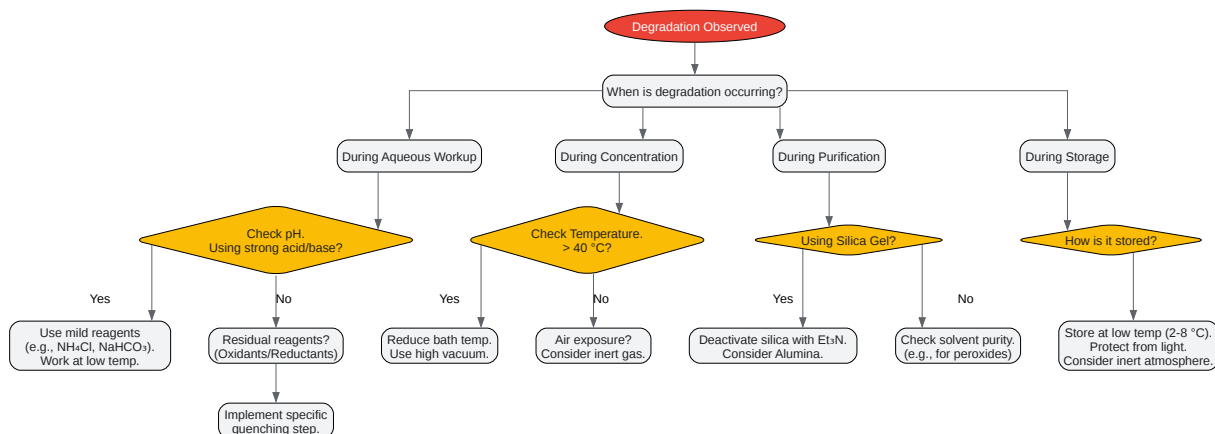 Degradation Observed
When is degradation occurring?
During Aqueous Workup
During Concentration
During Purification
During Storage
Check pH.
Using strong acid/base?
Check Temperature.
> 40 °C?
Using Silica Gel?
How is it stored?
Yes
No
Yes
No
Yes
No
Use mild reagents
(e.g., NH₄Cl, NaHCO₃).
Work at low temp.
Residual reagents?
(Oxidants/Reductants)
Reduce bath temp.
Use high vacuum.
Air exposure?
Consider inert gas.
Deactivate silica with Et₃N.
Consider Alumina.
Check solvent purity.
(e.g., for peroxides)
Store at low temp (2-8 °C).
Protect from light.
Consider inert atmosphere.
Implement specific
quenching step.